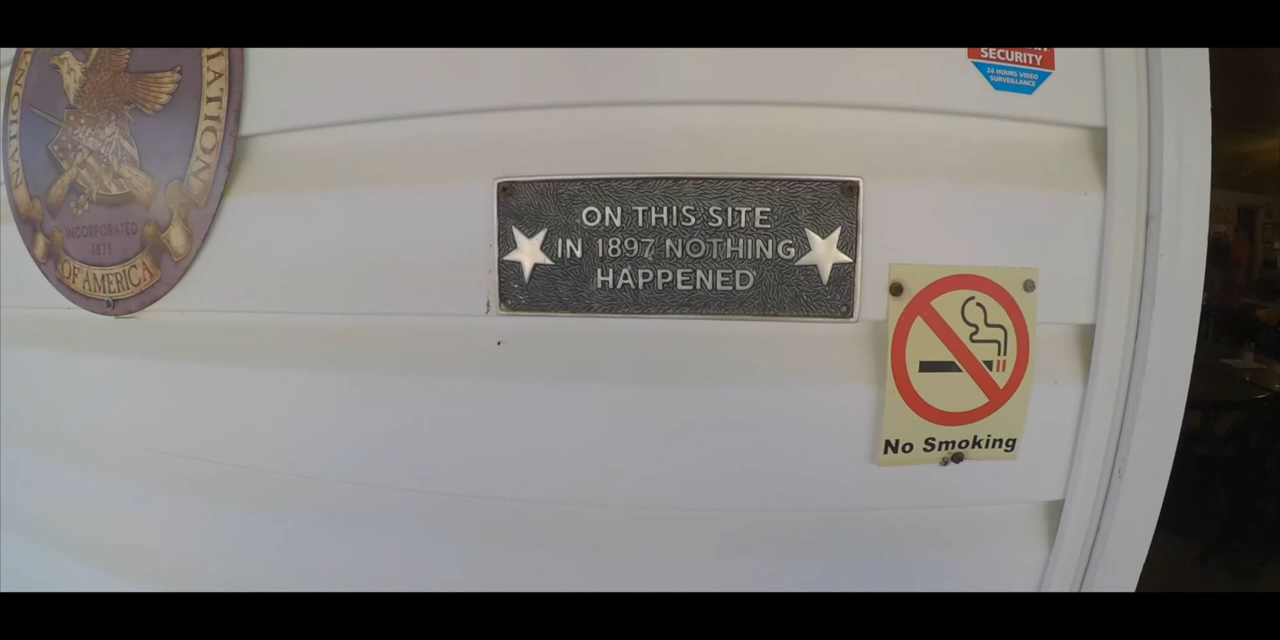 NATIONAL
IATION
INCORPORATED
1871
OF AMERICA
SECURITY
24 HOURS VIDEO
SURVEILLANCE
ON THIS SITE
IN 1897 NOTHING
HAPPENED
No Smoking